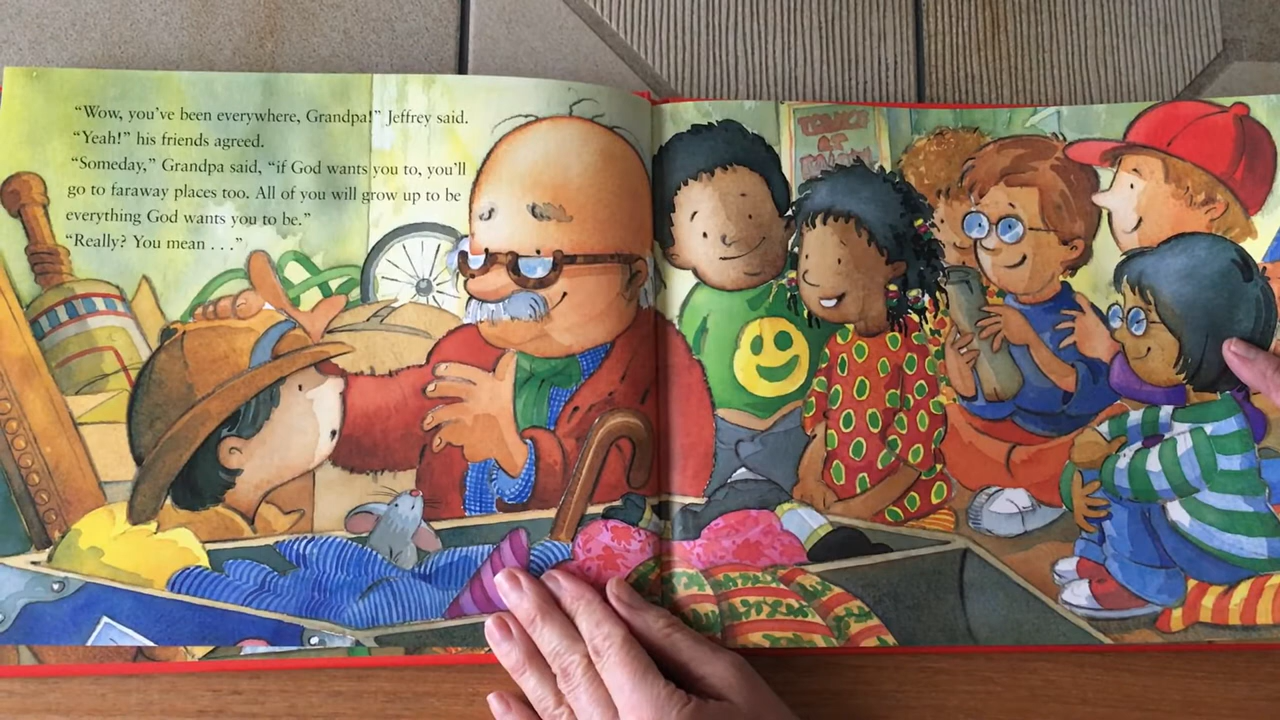 “Wow, you’ve been everywhere, Grandpa!” Jeffrey said.
“Yeah!” his friends agreed.
“Someday,” Grandpa said, “if God wants you to, you’ll
go to faraway places too. All of you will grow up to be
everything God wants you to be.”
“Really? You mean . . .”